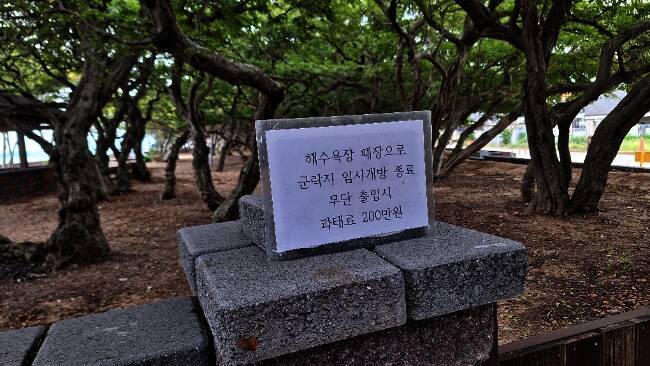 해수욕장 폐장으로
군락지 임시개방 종료
무단 출입시
과태료 200만원